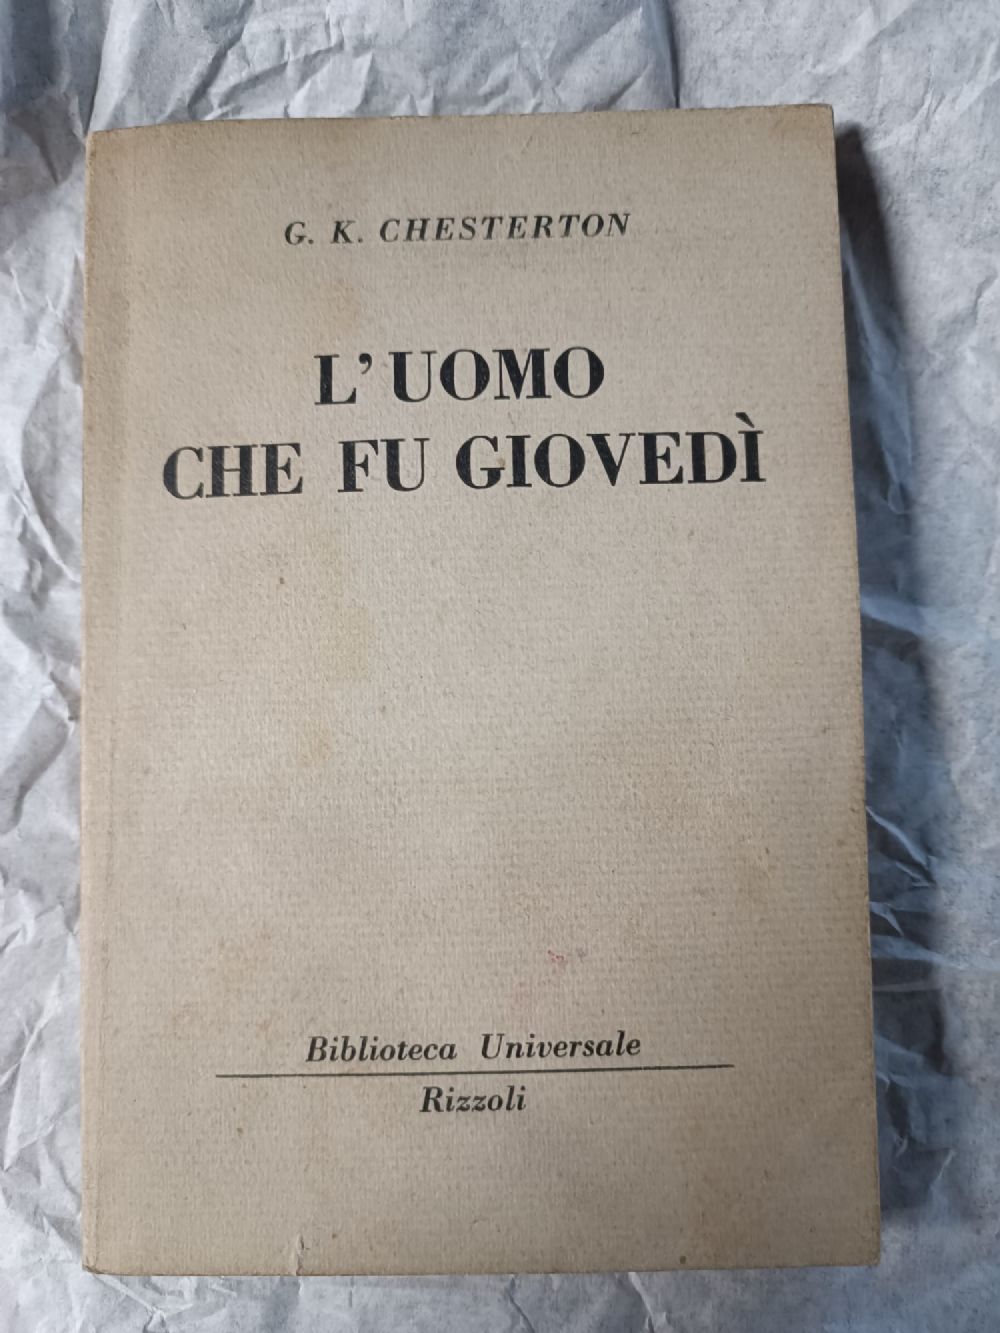 G. K. CHESTERTON
L'UOMO
CHE FU GIOVEDÌ
Biblioteca Universale
Rizzoli